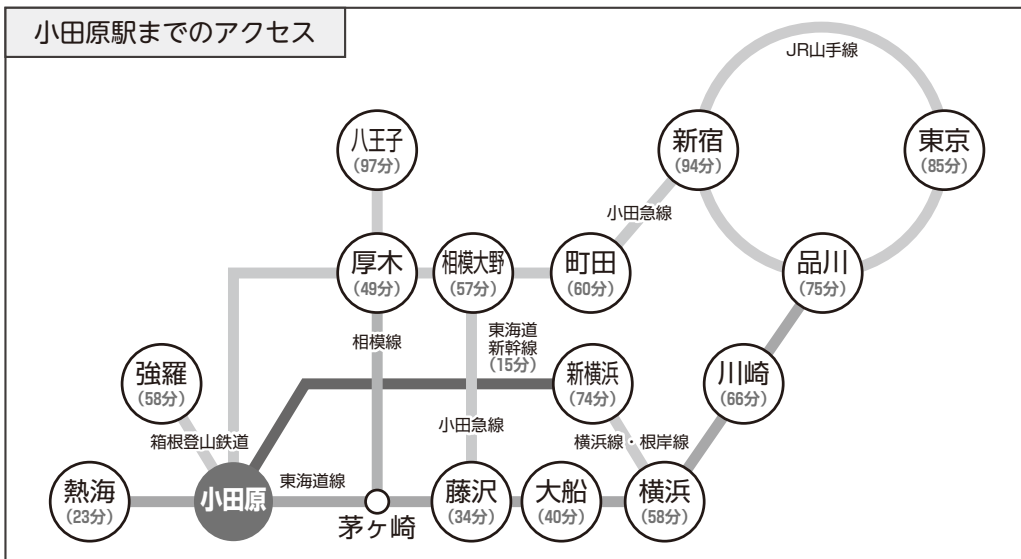 小田原駅までのアクセス
JR山手線
八王子
(97分)
新宿
(94分)
東京
(85分)
小田急線
厚木
(49分)
相模大野
(57分)
町田
(60分)
品川
(75分)
相模線
東海道
新幹線
(15分)
強羅
(58分)
新横浜
(74分)
川崎
(66分)
箱根登山鉄道
小田急線
横浜線・根岸線
熱海
(23分)
小田原
東海道線
茅ヶ崎
藤沢
(34分)
大船
(40分)
横浜
(58分)